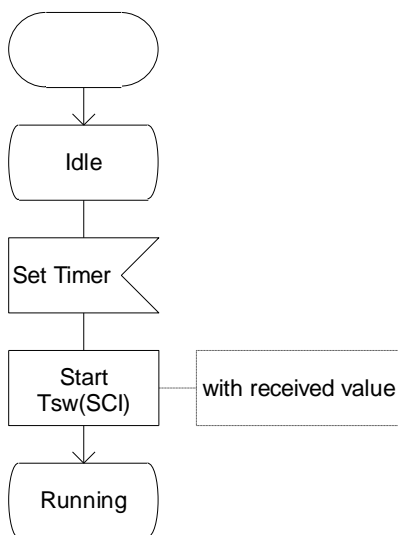 Idle
Set Timer
Start
Tsw(SCI)
with received value
Running